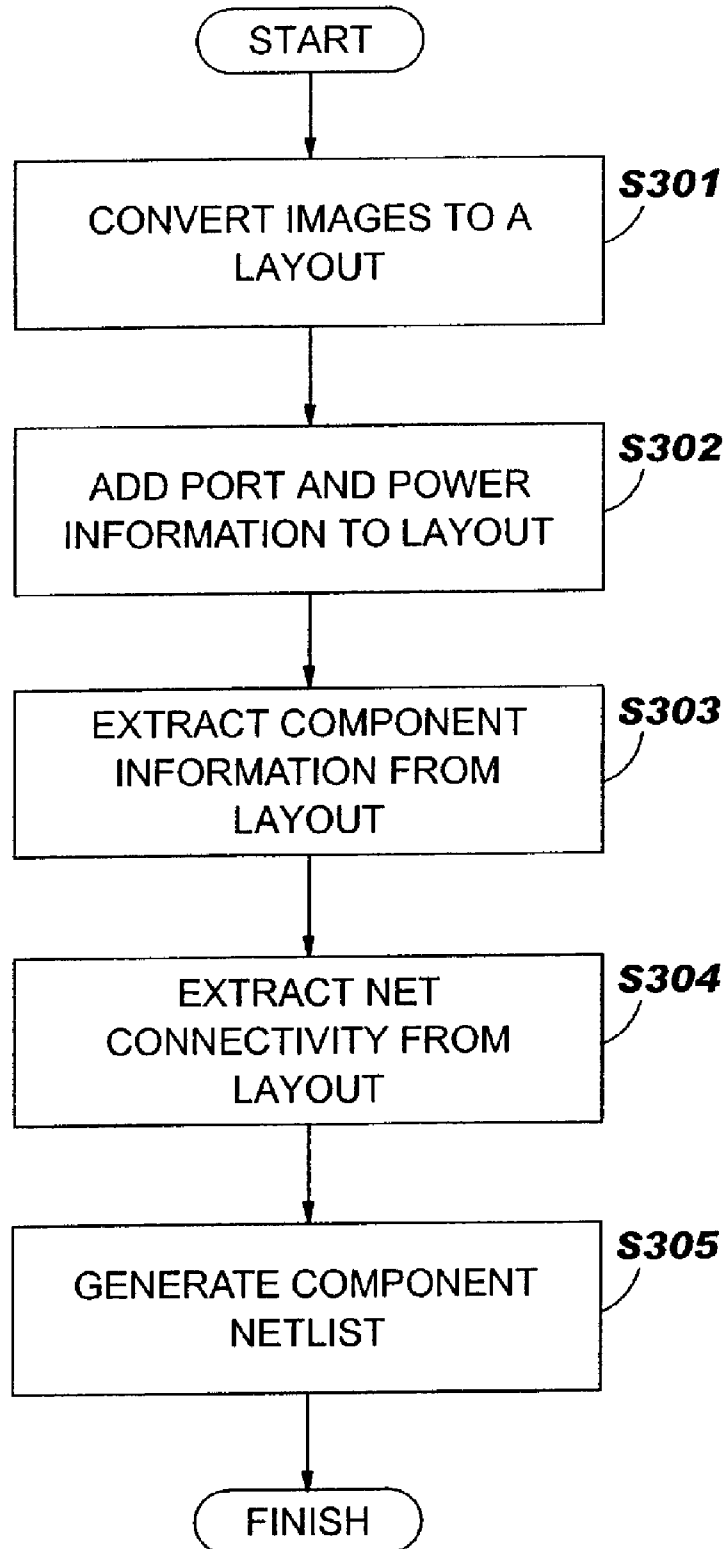 START
S301
CONVERT IMAGES TO A
LAYOUT
S302
ADD PORT AND POWER
INFORMATION TO LAYOUT
S303
EXTRACT COMPONENT
INFORMATION FROM
LAYOUT
S304
EXTRACT NET
CONNECTIVITY FROM
LAYOUT
S305
GENERATE COMPONENT
NETLIST
FINISH